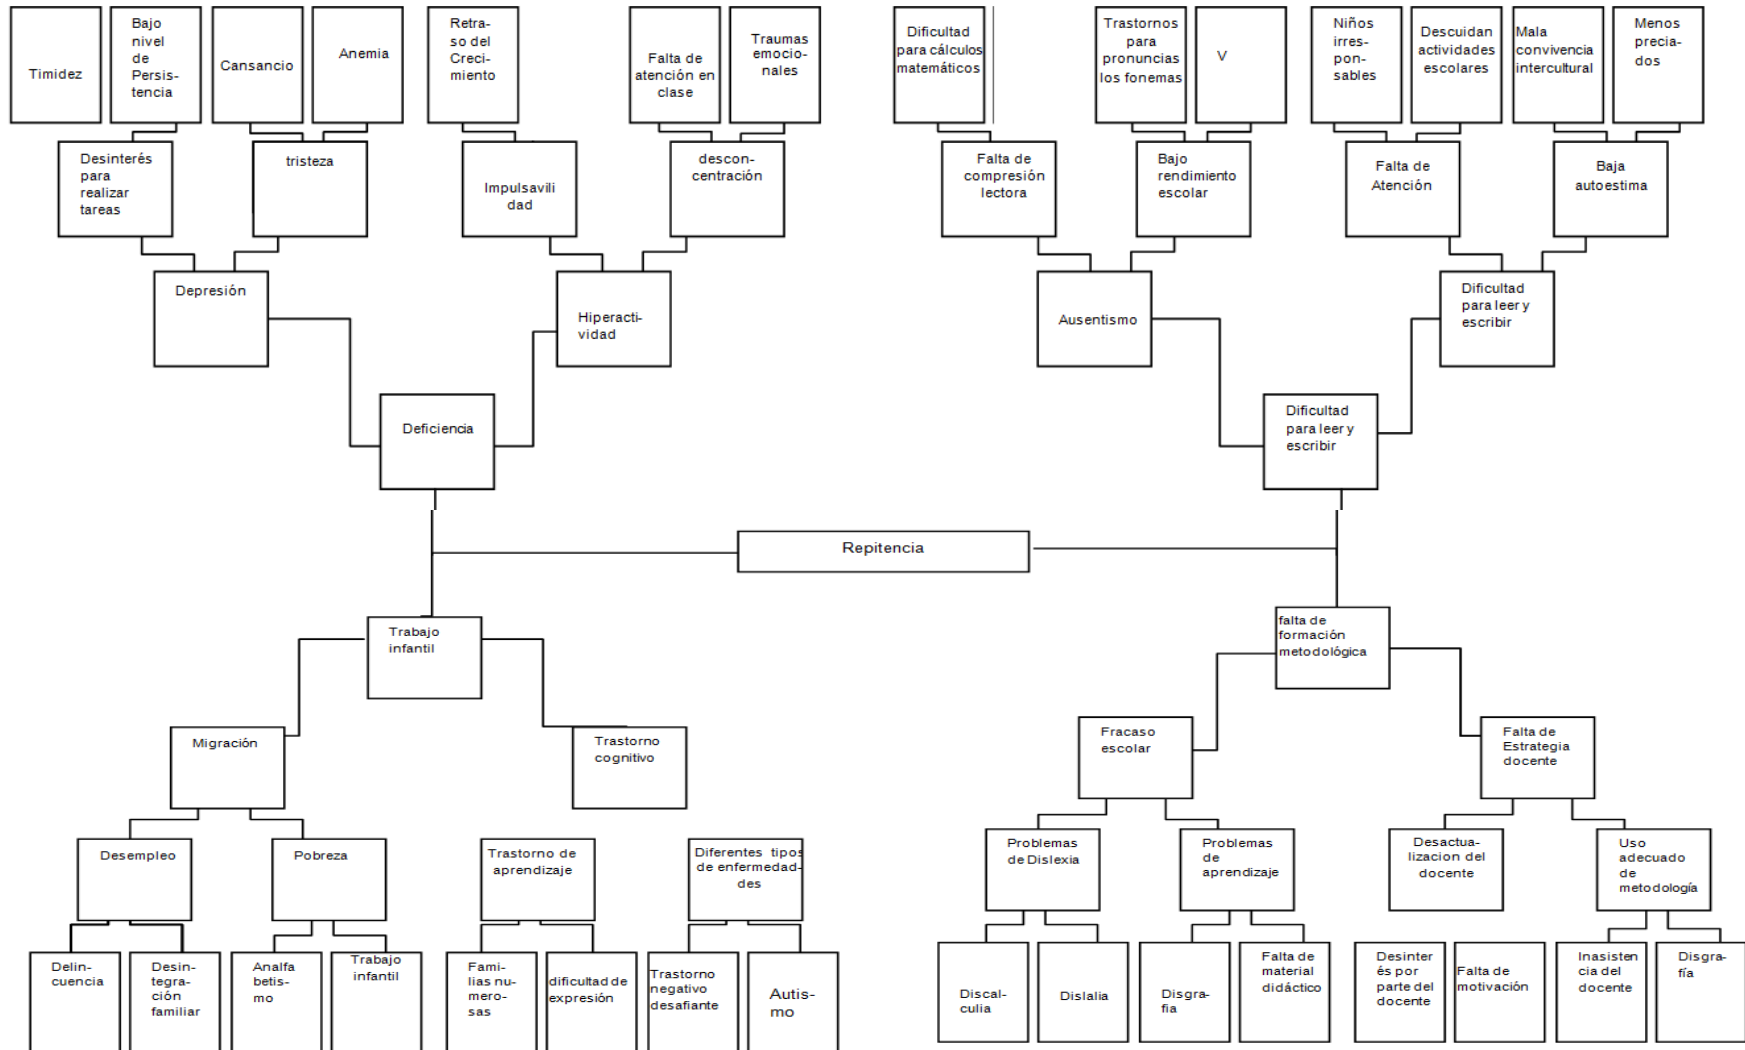 Timidez
Bajo
nivel
de
Persis-
tencia
Cansancio
Anemia
Retra-
so del
Creci-
miento
Falta de
atención en
clase
Traumas
emocio-
nales
Dificultad
para cálculos
matemáticos
Trastornos
para
pronuncias
los fonemas
V
Niños
irres-
pon-
sables
Descuidan
actividades
escolares
Mala
convivencia
intercultural
Menos
precia-
dos
Desinterés
para
realizar
tareas
tristeza
Impulsavili
dad
descon-
centración
Falta de
compresión
lectora
Bajo
rendimiento
escolar
Falta de
Atención
Baja
autoestima
Depresión
Hiperacti-
vidad
Ausentismo
Dificultad
para leer y
escribir
Deficiencia
Dificultad
para leer y
escribir
Repitencia
Trabajo
infantil
falta de
formación
metodológica
Migración
Trastorno
cognitivo
Fracaso
escolar
Falta de
Estrategia
docente
Desempleo
Pobreza
Trastorno de
aprendizaje
Diferentes tipos
de enfermedad-
des
Problemas
de Dislexia
Problemas
de
aprendizaje
Desactua-
lizacion del
docente
Uso
adecuado
de
metodología
Delin-
cuencia
Desin-
tegración
familiar
Analfa
betis-
mo
Trabajo
infantil
Fami-
lias nu-
mero-
sas
dificultad de
expresión
Trastorno
negativo
desafiante
Autis-
mo
Discal-
culia
Dislalia
Disgra-
fia
Falta de
material
didáctico
Desinter
és por
parte del
docente
Falta de
motivación
Inasisten
cia del
docente
Disgra-
fía